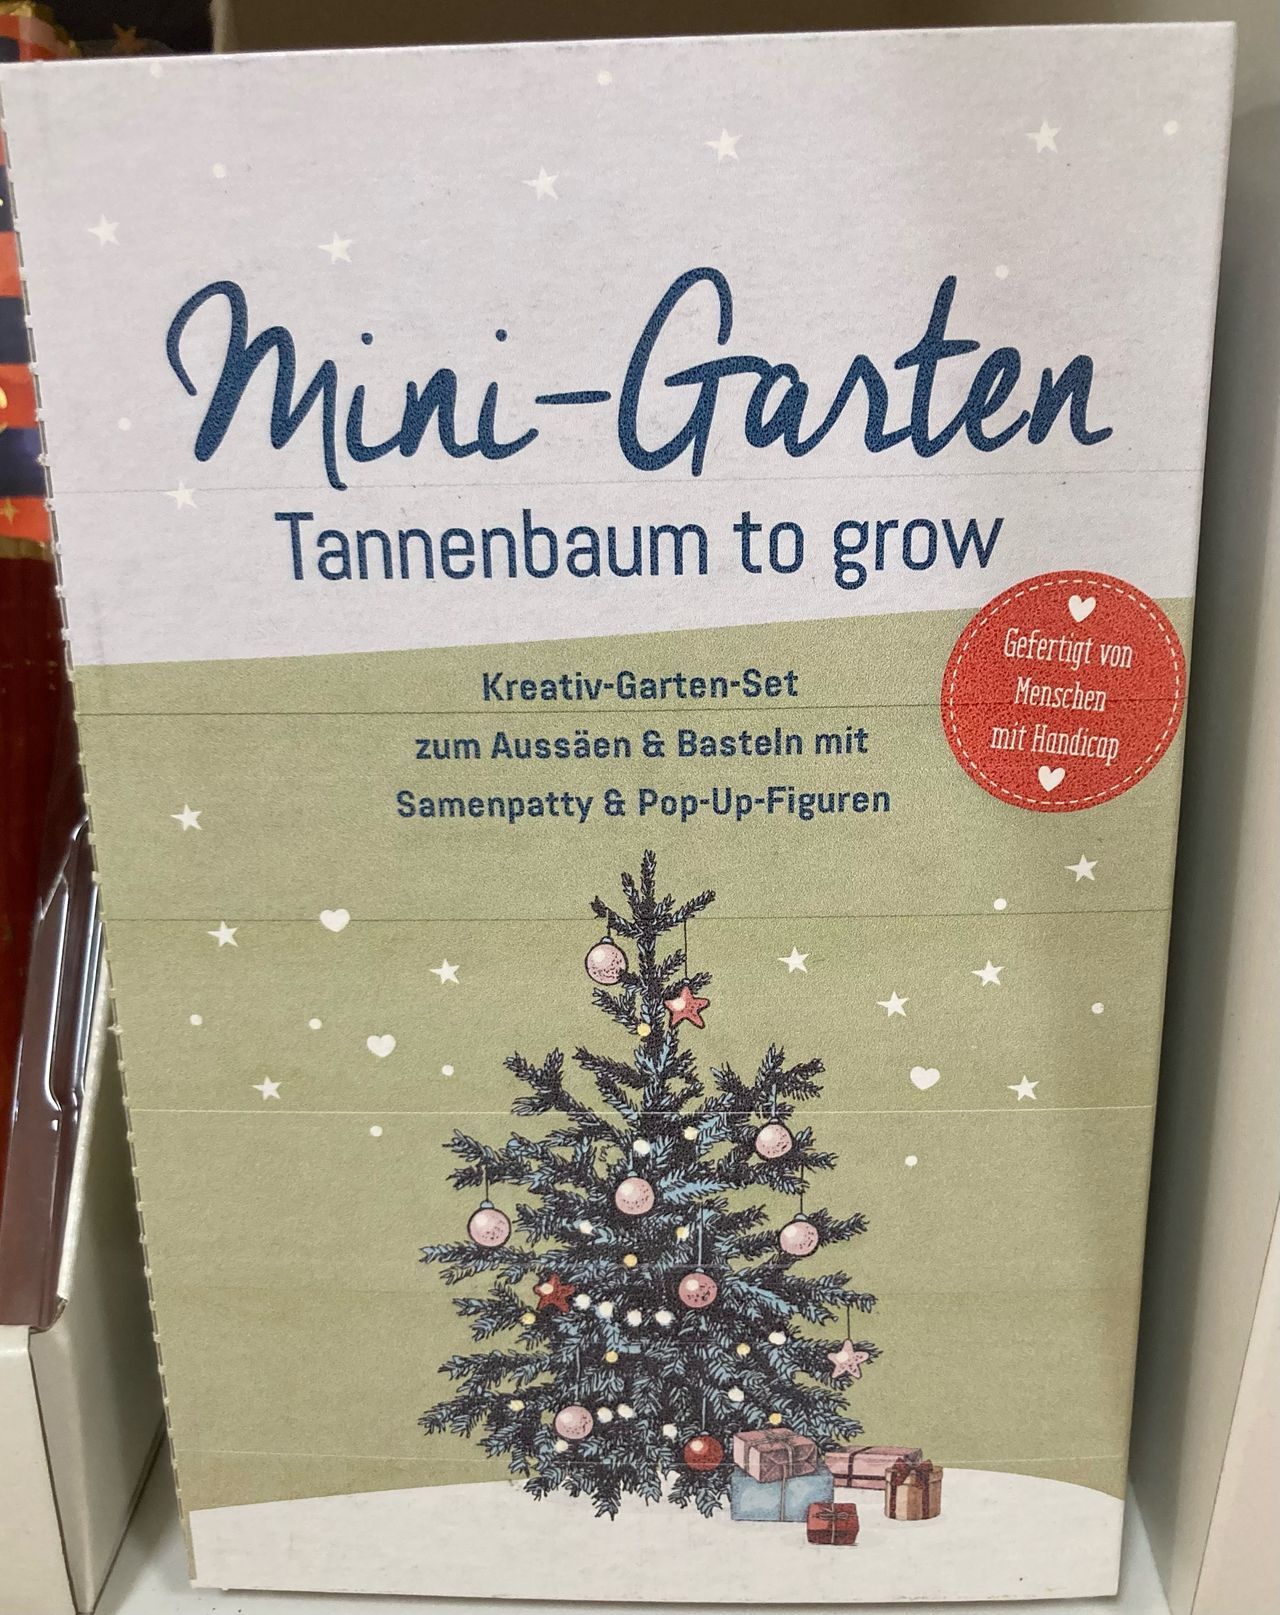 Mini-Garten
Tannenbaum to grow
Kreativ-Garten-Set
zum Aussäen & Basteln mit
Samenpatty & Pop-Up-Figuren
Gefertigt von
Menschen
mit Handicap